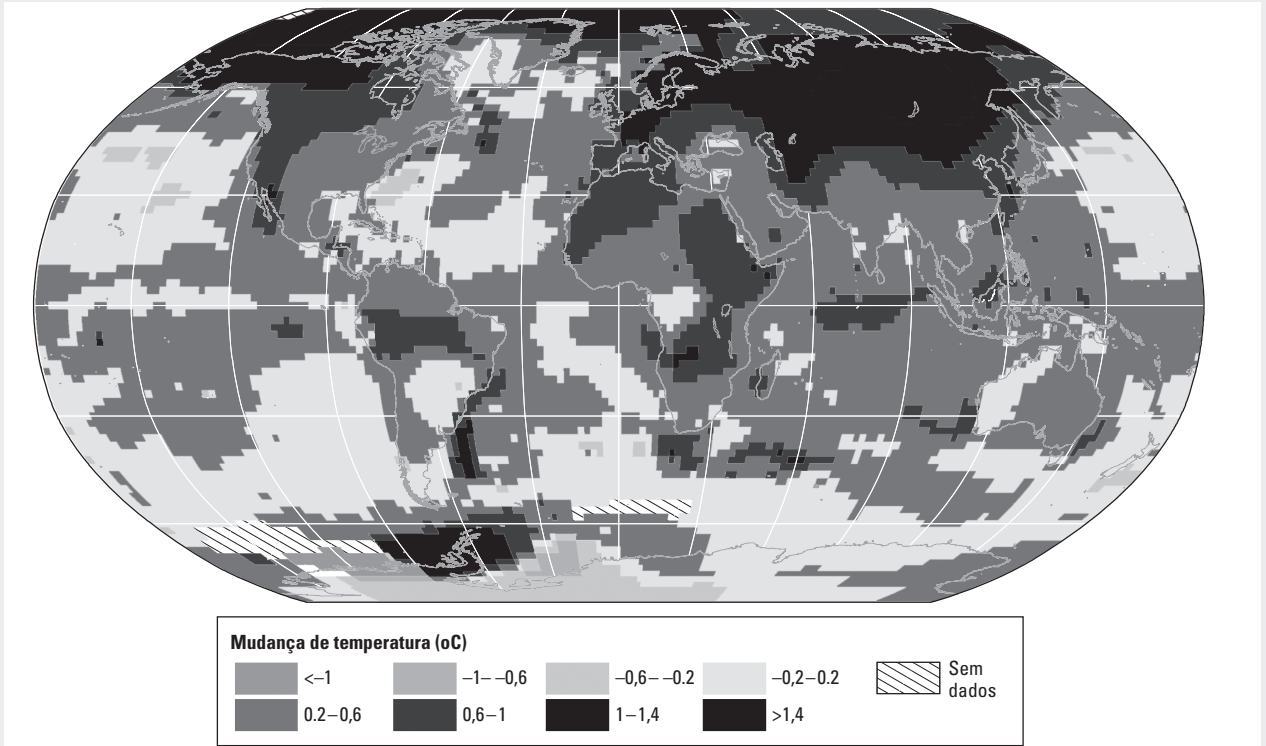 Mudança de temperatura (oC)
<–1
–1– –0,6
–0,6– –0.2
–0,2–0.2
Sem
dados
0.2–0,6
0,6–1
1–1,4
>1,4